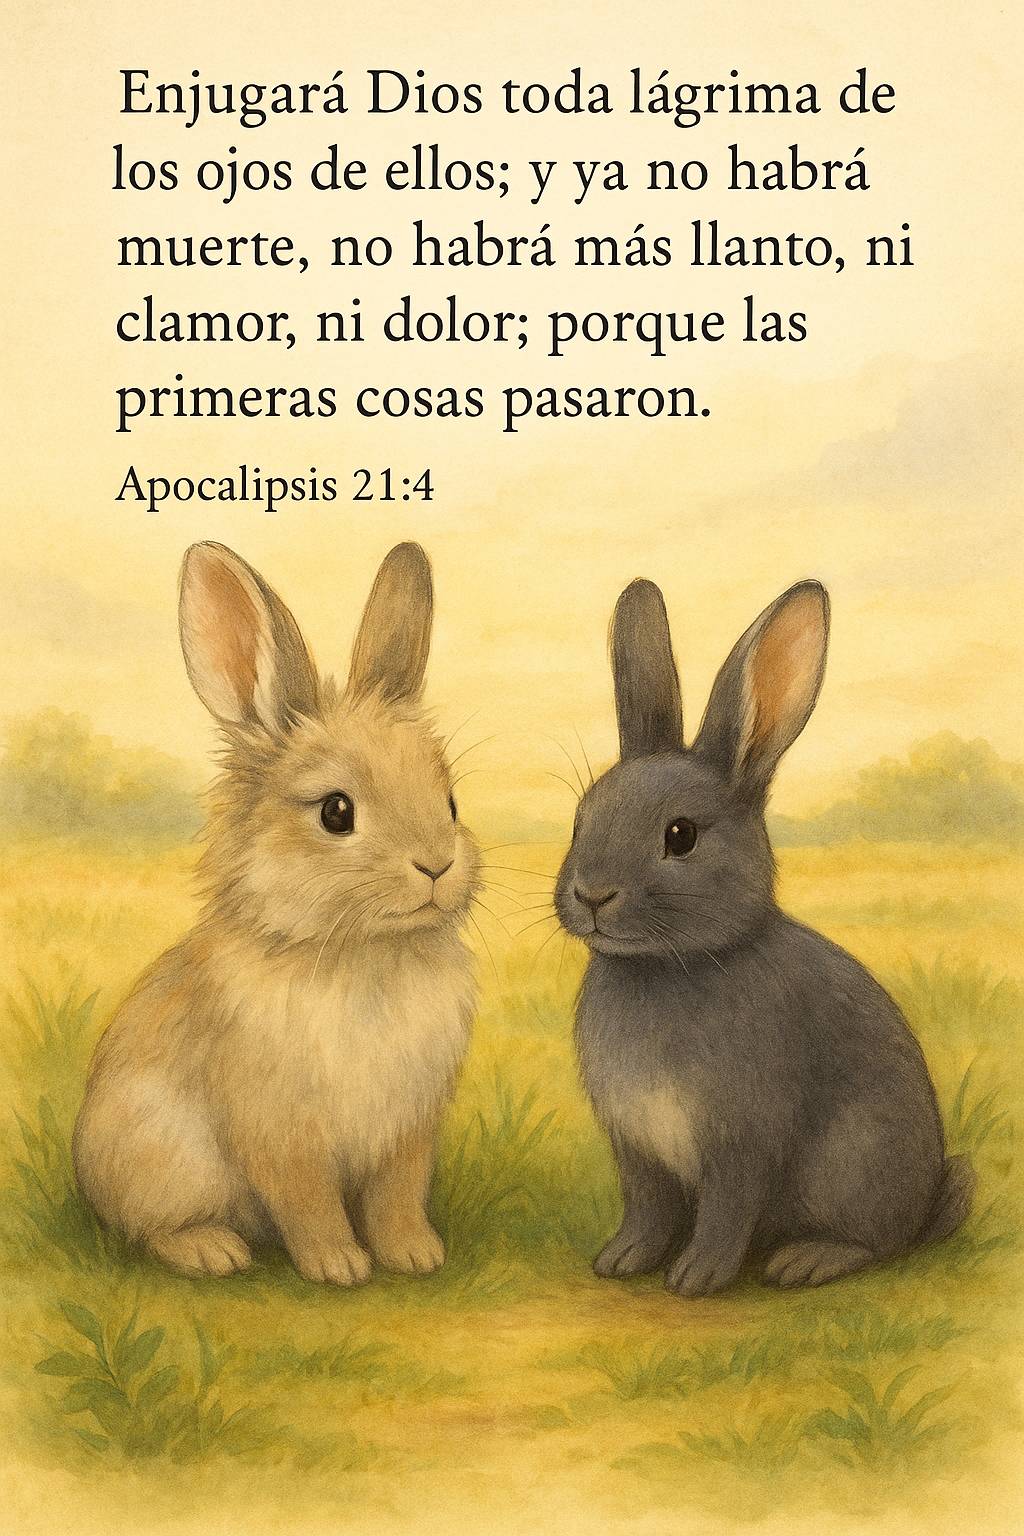 Enjugará Dios toda lágrima de
los ojos de ellos; y ya no habrá
muerte, no habrá más llanto, ni
clamor, ni dolor; porque las
primeras cosas pasaron.
Apocalipsis 21:4